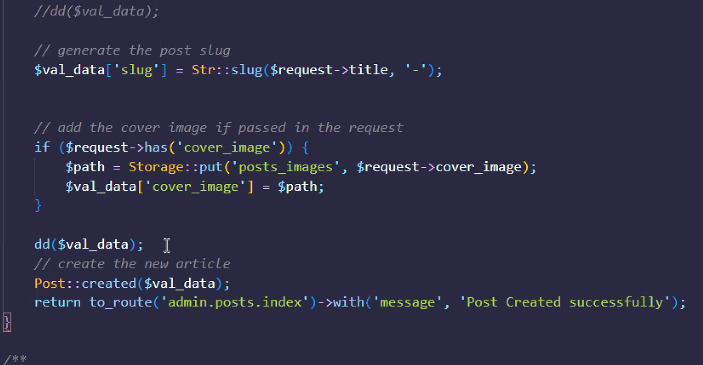 //dd($val_data);
// generate the post slug
$val_data['slug'] = Str::slug($request->title, '-');
// add the cover image if passed in the request
if ($request->has('cover_image')) {
$path = Storage::put('posts_images', $request->cover_image);
$val_data['cover_image'] = $path;
}
dd($val_data);
// create the new article
Post::created($val_data);
return to_route('admin.posts.index')->with('message', 'Post Created successfully');
}
/**